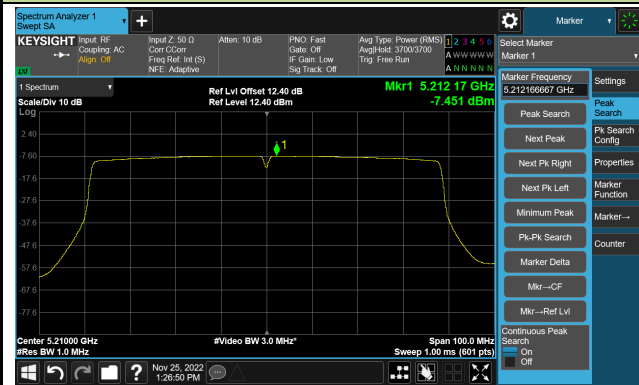 Spectrum Analyzer 1
Swept SA
KEYSIGHT
Input: RF
Coupling: AC
Align: Off
Input Z: 50 Ω
Corr CCorr
Freq Ref: Int (S)
NFE: Adaptive
Atten: 10 dB
PNO: Fast
Gate: Off
IF Gain: Low
Sig Track: Off
Avg Type: Power (RMS)
Avg|Hold: 3700/3700
Trig: Free Run
1 2 3 4 5 6
A W W W W W
A N N N N N
1 Spectrum
Scale/Div 10 dB
Log
Ref Lvl Offset 12.40 dB
Ref Level 12.40 dBm
Mkr1 5.212 17 GHz
-7.451 dBm
2.40
-7.60
-17.6
-27.6
-37.6
-47.6
-57.6
-67.6
-77.6
1
Center 5.21000 GHz
#Res BW 1.0 MHz
#Video BW 3.0 MHz*
Span 100.0 MHz
Sweep 1.00 ms (601 pts)
Nov 25, 2022
1:26:50 PM
Marker
Select Marker
Marker 1
Marker Frequency
5.212166667 GHz
Peak Search
Next Peak
Next Pk Right
Next Pk Left
Minimum Peak
Pk-Pk Search
Marker Delta
Mkr→CF
Mkr→Ref Lvl
Continuous Peak
Search
On
Off
Settings
Peak
Search
Pk Search
Config
Properties
Marker
Function
Marker→
Counter